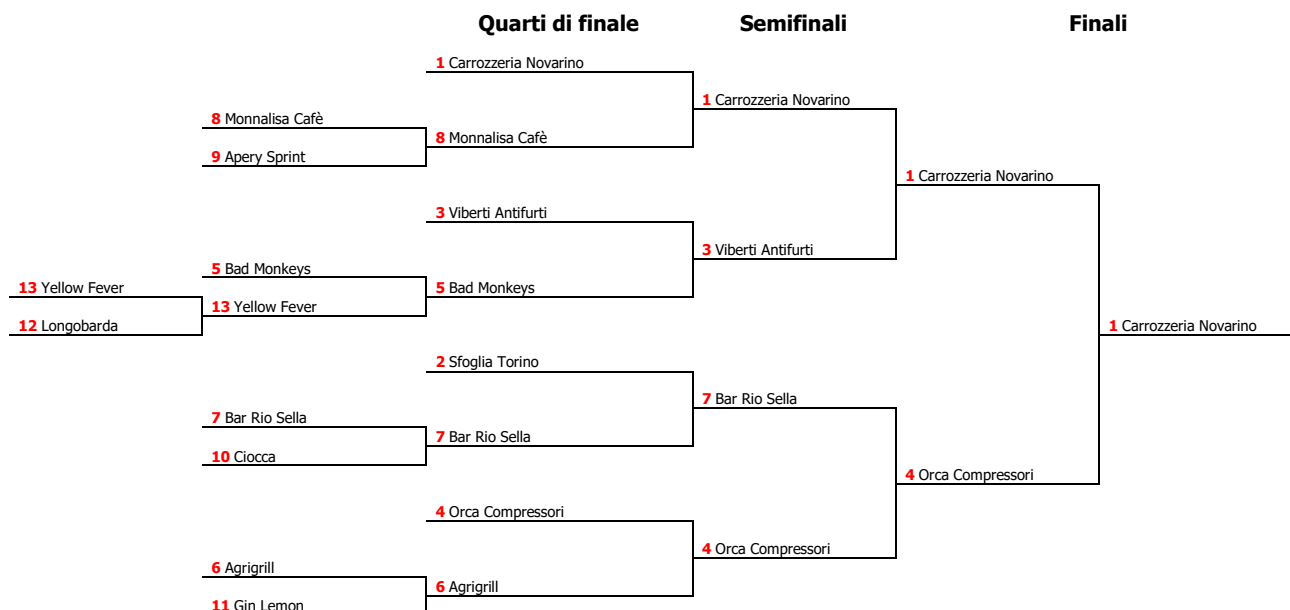 Quarti di finale Semifinali Finali
1 Carrozzeria Novarino
1 Carrozzeria Novarino
8 Monnalisa Cafè
8 Monnalisa Cafè
9 Apery Sprint
1 Carrozzeria Novarino
3 Viberti Antifurti
3 Viberti Antifurti
5 Bad Monkeys
13 Yellow Fever
5 Bad Monkeys
13 Yellow Fever
12 Longobarda
1 Carrozzeria Novarino
2 Sfoglia Torino
7 Bar Rio Sella
7 Bar Rio Sella
7 Bar Rio Sella
10 Ciocca
4 Orca Compressori
4 Orca Compressori
4 Orca Compressori
6 Agrigrill
6 Agrigrill
11 Gin Lemon